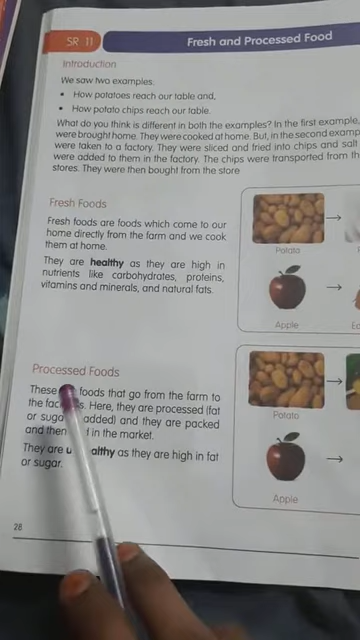 SR 11
Fresh and Processed Food
Introduction
We saw two examples.
• How potatoes reach our table and,
• How potato chips reach our table.
What do you think is different in both the examples? In the first example,
were brought home. They were cooked at home. But, in the second
were taken to a factory. They were sliced and fried into chips and salt
were added to them in the factory. The chips were transported from
stores. They were then bought from the store
Fresh Foods
Fresh foods are foods which come to our
home directly from the farm and we cook
them at home.
They are healthy as they are high in
nutrients like carbohydrates, proteins,
vitamins and minerals, and natural fats.
Potato
Apple
Processed Foods
These foods that go from the farm to
the Here, they are processed (fat
or added) and they are packed
and then in the market.
They are as they are high in fat
or sugar.
Potato
Apple
28